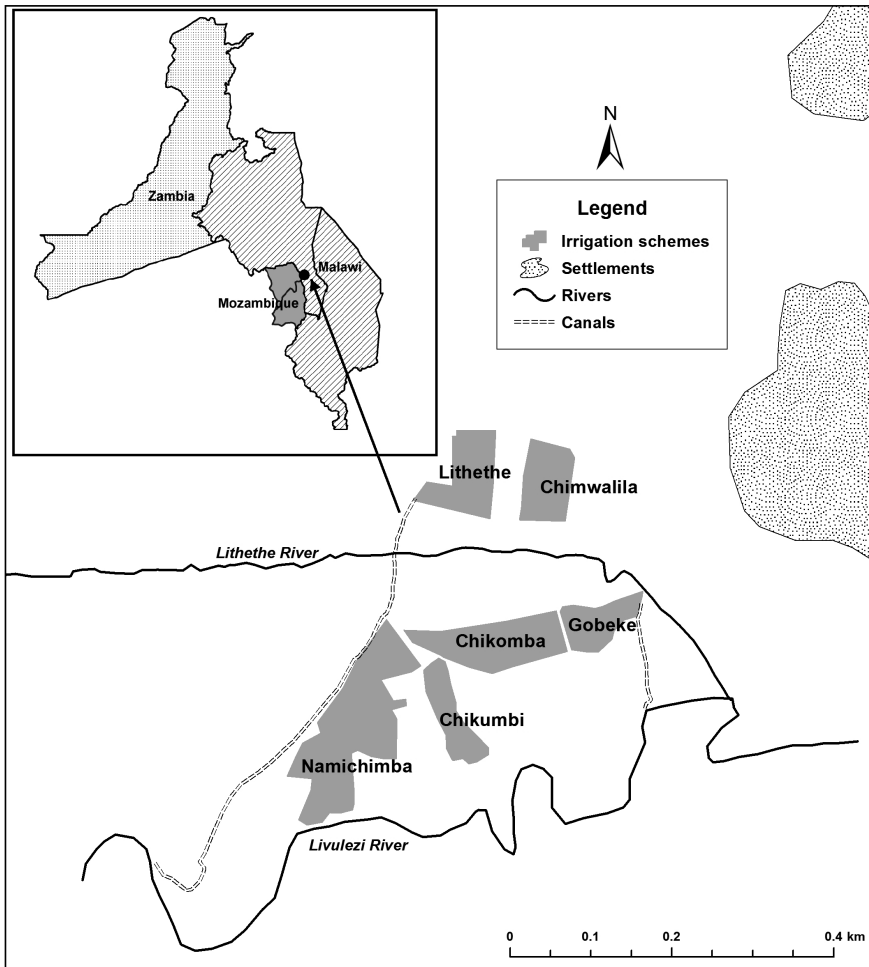 Zambia
Malawi
Mozambique
N
Legend
Irrigation schemes
Settlements
Rivers
Canals
Lithethe
Chimwalila
Lithethe River
Gobeke
Chikomba
Chikumbi
Namichimba
Livulezi River
0 0.1 0.2 0.4 km